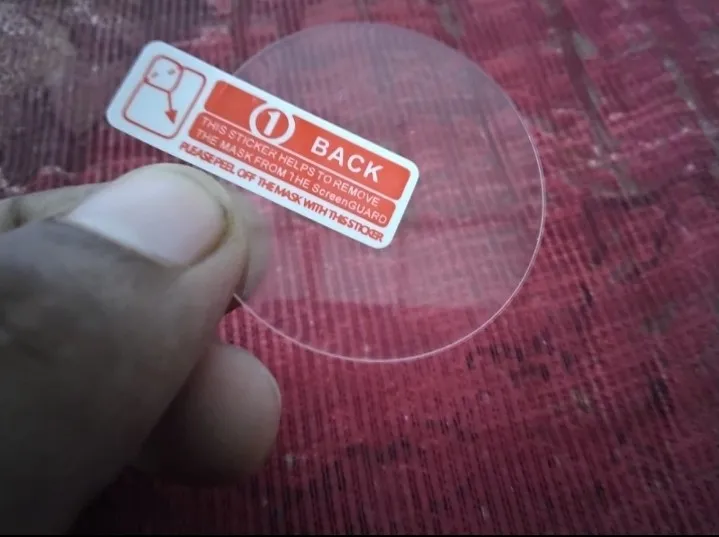 1 BACK
THIS STICKER HELPS TO REMOVE
THE MASK FROM THE ScreenGUARD
PLEASE PEEL OFF THE MASK WITH THIS STICKER